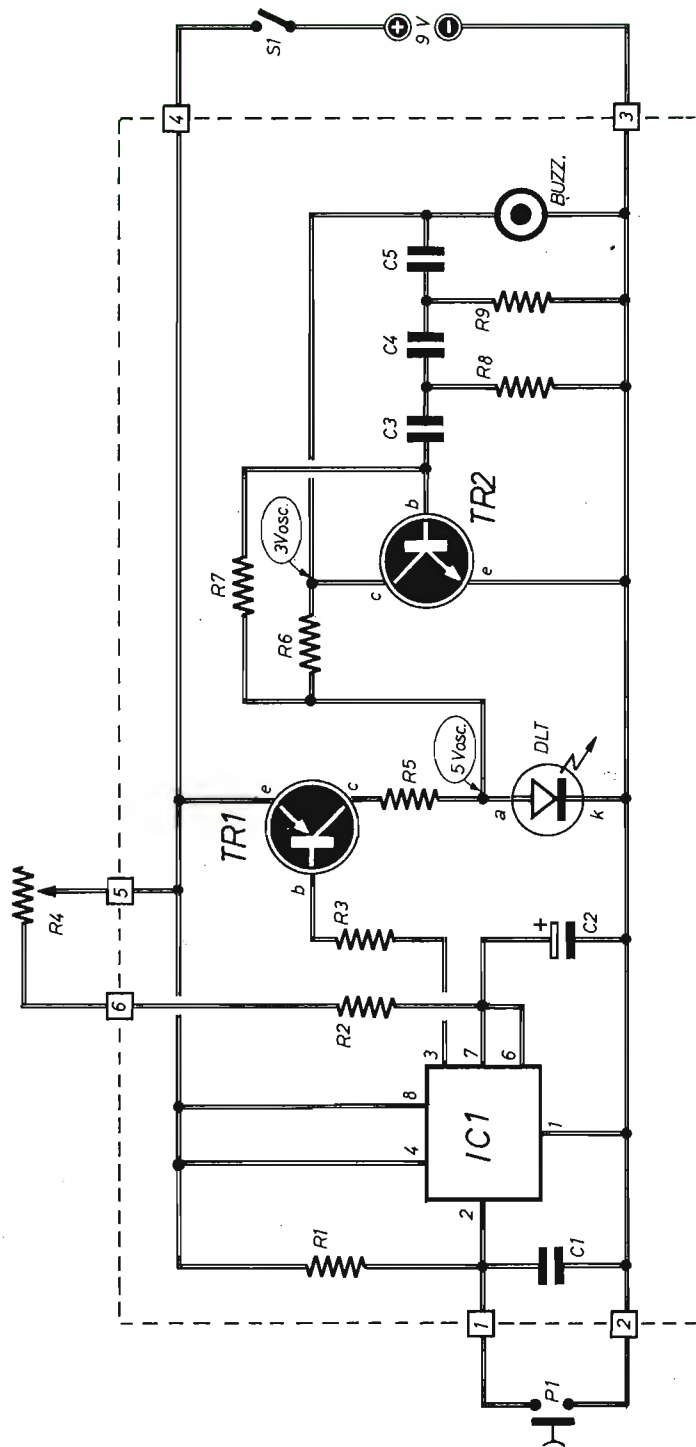 R4
6
5
4
S1
+
9 V
−
R1
R2
R3
b
TR1
e
c
R5
R7
R6
3Vosc.
5Vosc.
c
b
e
TR2
C3
C4
C5
R8
R9
BUZZ.
4
8
3
7
6
2
1
IC1
+
C2
a
k
DLT
1
P1
C1
2
3